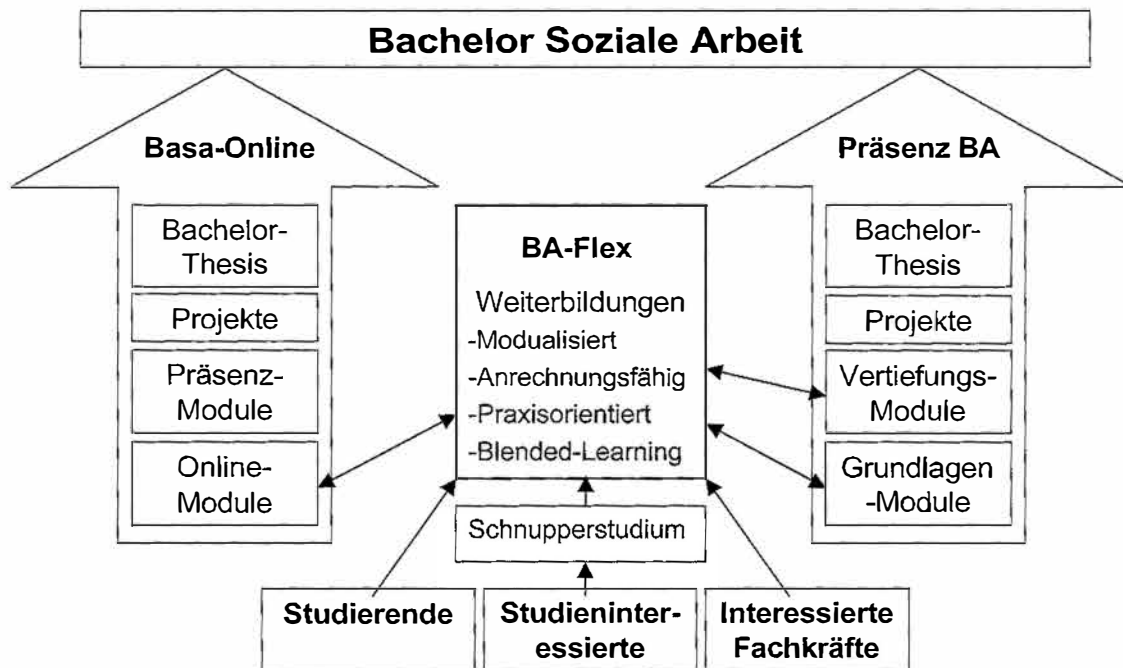 Bachelor Soziale Arbeit
Basa-Online
Bachelor-
Thesis
Projekte
Präsenz-
Module
Online-
Module
BA-Flex
Weiterbildungen
-Modualisiert
-Anrechnungsfähig
-Praxisorientiert
-Blended-Learning
Schnupperstudium
Präsenz BA
Bachelor-
Thesis
Projekte
Vertiefungs-
Module
Grundlagen
-Module
Studierende
Studieninter-
essierte
Interessierte
Fachkräfte